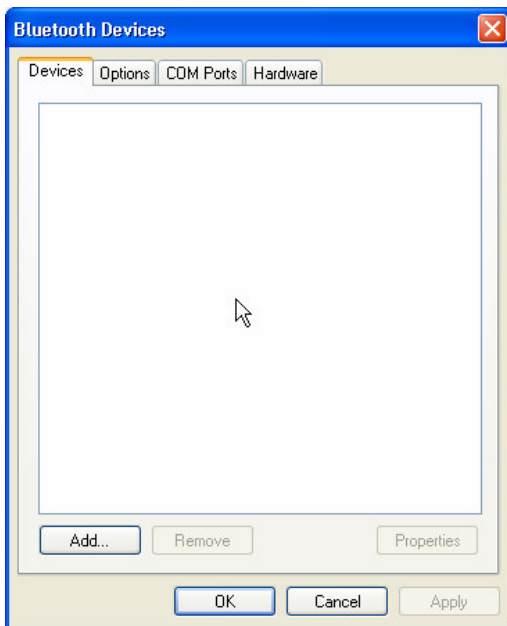 Bluetooth Devices
Devices Options COM Ports Hardware
Add... Remove Properties
OK Cancel Apply